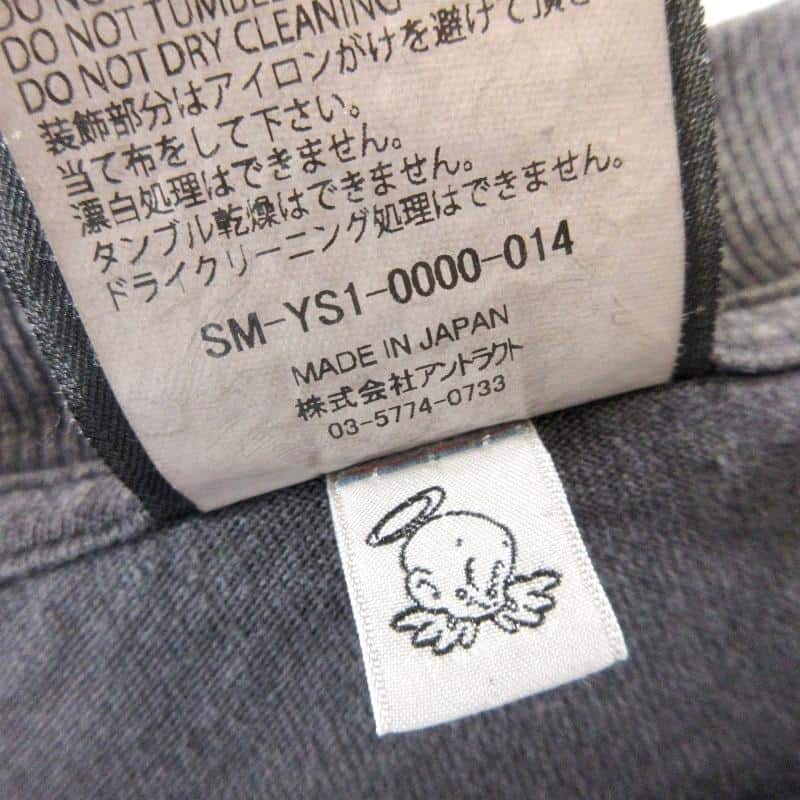 DO NOT TUMBLE
DO NOT DRY CLEANING
装飾部分はアイロンがけを避けて頂き
当て布をして下さい。
漂白処理はできません。
タンブル乾燥はできません。
ドライクリーニング処理はできません。
SM-YS1-0000-014
MADE IN JAPAN
株式会社アントラクト
03-5774-0733